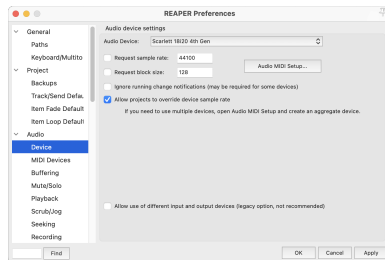 REAPER Preferences
General
Paths
Keyboard/Multito
Project
Backups
Track/Send Defau
Item Fade Default
Item Loop Default
Audio
Device
MIDI Devices
Buffering
Mute/Solo
Playback
Scrub/Jog
Seeking
Recording
Find
Audio device settings
Audio Device: Scarlett 18i20 4th Gen
Request sample rate: 44100
Request block size: 128
Audio MIDI Setup...
Ignore running change notifications (may be required for some devices)
Allow projects to override device sample rate
If you need to use multiple devices, open Audio MIDI Setup and create an aggregate device.
Allow use of different input and output devices (legacy option, not recommended)
OK Cancel Apply